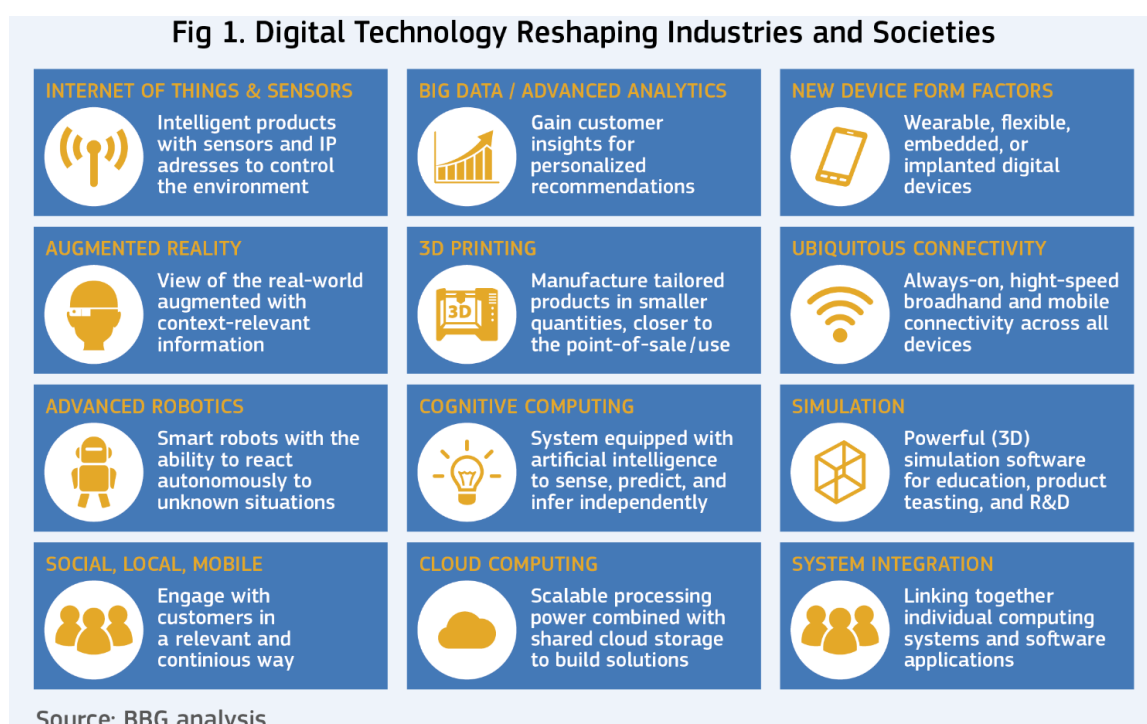 Fig 1. Digital Technology Reshaping Industries and Societies
INTERNET OF THINGS & SENSORS
Intelligent products
with sensors and IP
adresses to control
the environment
BIG DATA / ADVANCED ANALYTICS
Gain customer
insights for
personalized
recommendations
NEW DEVICE FORM FACTORS
Wearable, flexible,
embedded, or
implanted digital
devices
AUGMENTED REALITY
View of the real-world
augmented with
context-relevant
information
3D PRINTING
3D
Manufacture tailored
products in smaller
quantities, closer to
the point-of-sale/use
UBIQUITOUS CONNECTIVITY
Always-on, hight-speed
broadhand and mobile
connectivity across all
devices
ADVANCED ROBOTICS
Smart robots with the
ability to react
autonomously to
unknown situations
COGNITIVE COMPUTING
System equipped with
artificial intelligence
to sense, predict, and
infer independently
SIMULATION
Powerful (3D)
simulation software
for education, product
teasting, and R&D
SOCIAL, LOCAL, MOBILE
Engage with
customers in
a relevant and
continious way
CLOUD COMPUTING
Scalable processing
power combined with
shared cloud storage
to build solutions
SYSTEM INTEGRATION
Linking together
individual computing
systems and software
applications
Source: BBG analysis